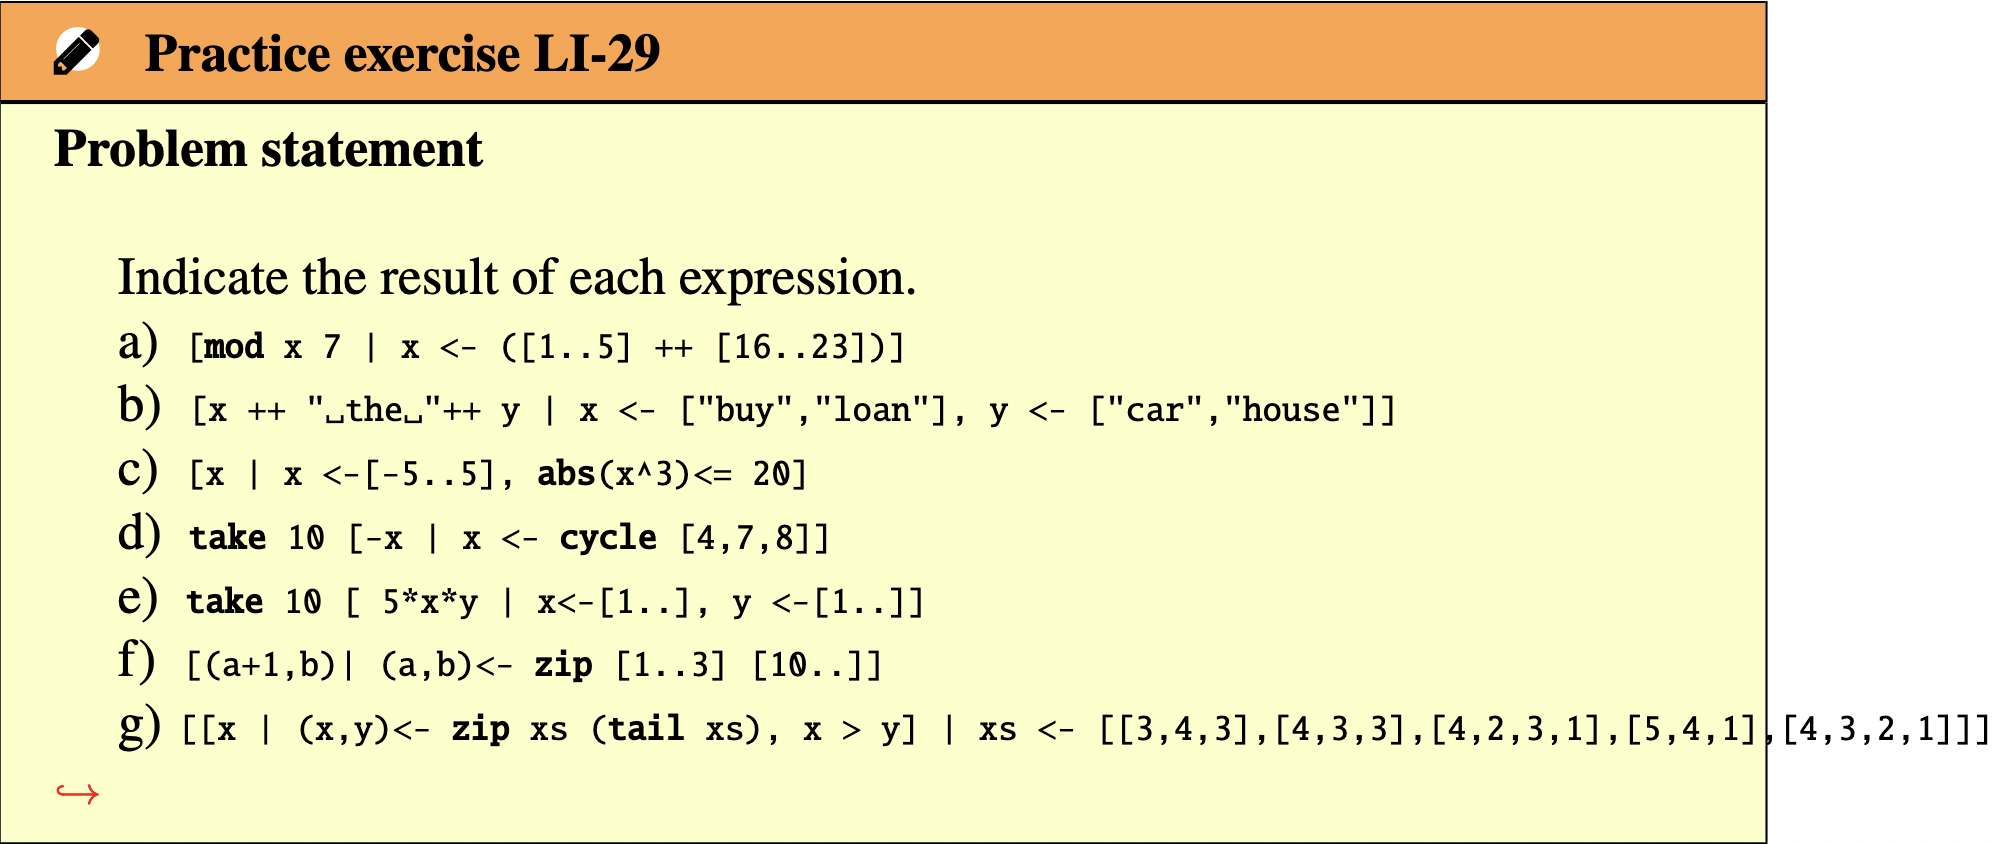 Practice exercise LI-29
Problem statement
Indicate the result of each expression.
a) [mod x 7 | x <- ([1..5] ++ [16..23])]
b) [x ++ "␣the␣"++ y | x <- ["buy","loan"], y <- ["car","house"]]
c) [x | x <-[-5..5], abs(x^3)<= 20]
d) take 10 [-x | x <- cycle [4,7,8]]
e) take 10 [ 5*x*y | x<-[1..], y <-[1..]]
f) [(a+1,b)| (a,b)<- zip [1..3] [10..]]
g) [[x | (x,y)<- zip xs (tail xs), x > y] | xs <- [[3,4,3],[4,3,3],[4,2,3,1],[5,4,1],[4,3,2,1]]]
↪